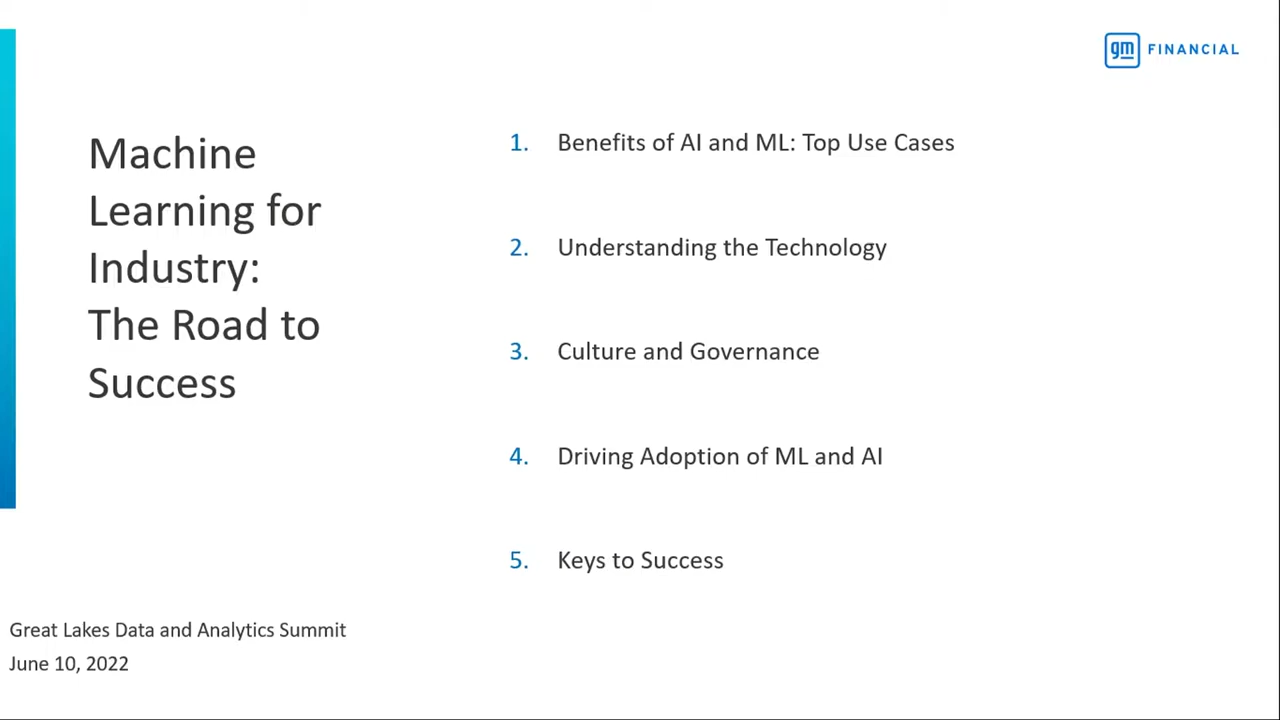 gm FINANCIAL
Machine
Learning for
Industry:
The Road to
Success
1. Benefits of AI and ML: Top Use Cases
2. Understanding the Technology
3. Culture and Governance
4. Driving Adoption of ML and AI
5. Keys to Success
Great Lakes Data and Analytics Summit
June 10, 2022